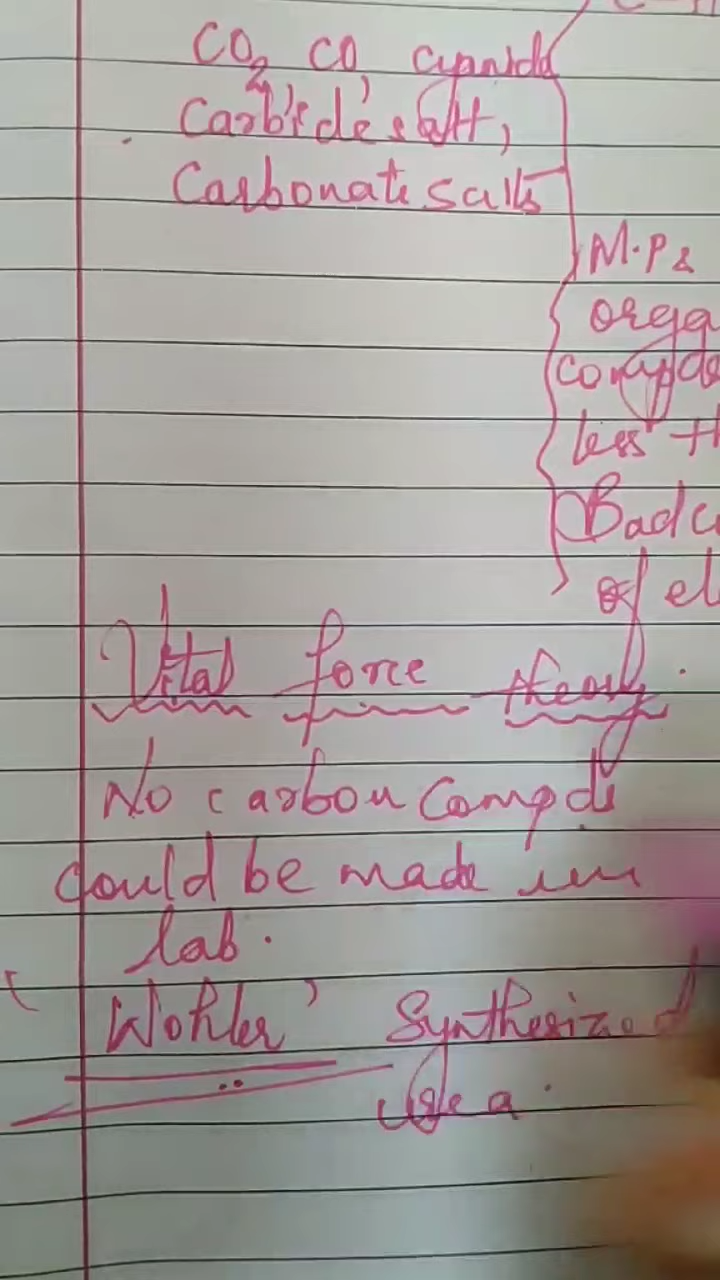 C-H
CO2, CO, cyanide
Carbide salt,
Carbonate salts
M.P &
orga
compds
less th
Bad c
of el
Vital force theory.
No carbon compds
could be made in
lab.
'Wohler' Synthesized
urea.